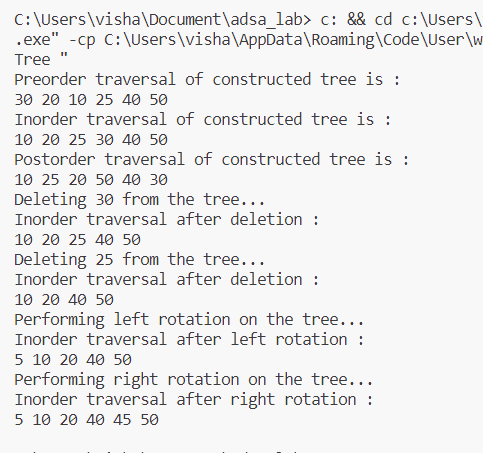 C:\Users\visha\Document\adsa_lab> c: && cd c:\Users\
.exe" -cp C:\Users\visha\AppData\Roaming\Code\User\w
Tree "
Preorder traversal of constructed tree is :
30 20 10 25 40 50
Inorder traversal of constructed tree is :
10 20 25 30 40 50
Postorder traversal of constructed tree is :
10 25 20 50 40 30
Deleting 30 from the tree...
Inorder traversal after deletion :
10 20 25 40 50
Deleting 25 from the tree...
Inorder traversal after deletion :
10 20 40 50
Performing left rotation on the tree...
Inorder traversal after left rotation :
5 10 20 40 50
Performing right rotation on the tree...
Inorder traversal after right rotation :
5 10 20 40 45 50